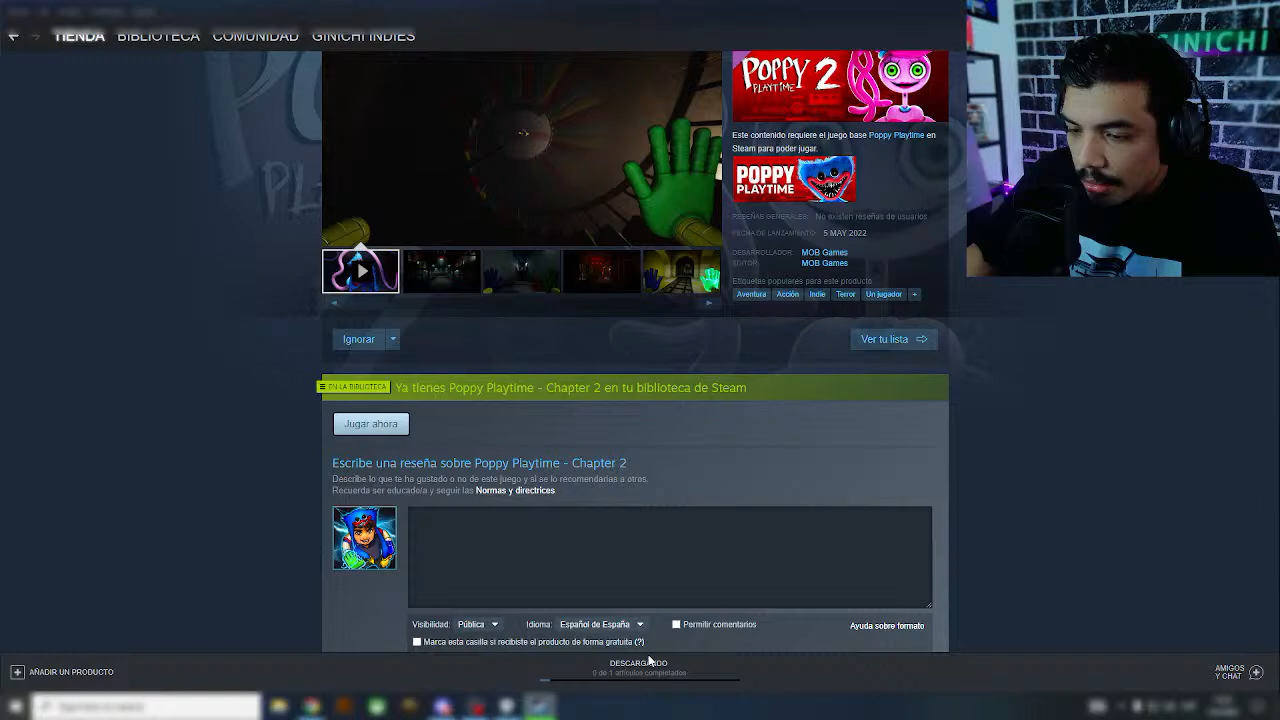 TIENDA BIBLIOTECA COMUNIDAD GINICHI INDIES
GINICHI
POPPY 2
PLAYTIME
Este contenido requiere el juego base Poppy Playtime en
Steam para poder jugar.
POPPY
PLAYTIME
RESEÑAS GENERALES: No existen reseñas de usuarios
FECHA DE LANZAMIENTO: 5 MAY 2022
DESARROLLADOR: MOB Games
EDITOR: MOB Games
Etiquetas populares para este producto:
Aventura Acción Indie Terror Un jugador +
Ignorar
Ver tu lista
EN LA BIBLIOTECA Ya tienes Poppy Playtime - Chapter 2 en tu biblioteca de Steam
Jugar ahora
Escribe una reseña sobre Poppy Playtime - Chapter 2
Describe lo que te ha gustado o no de este juego y si se lo recomendarías a otros.
Recuerda ser educado/a y seguir las Normas y directrices
Visibilidad: Pública Idioma: Español de España Permitir comentarios Ayuda sobre formato
Marca esta casilla si recibiste el producto de forma gratuita (?)
AÑADIR UN PRODUCTO
DESCARGANDO
0 de 1 artículos completados
AMIGOS
Y CHAT